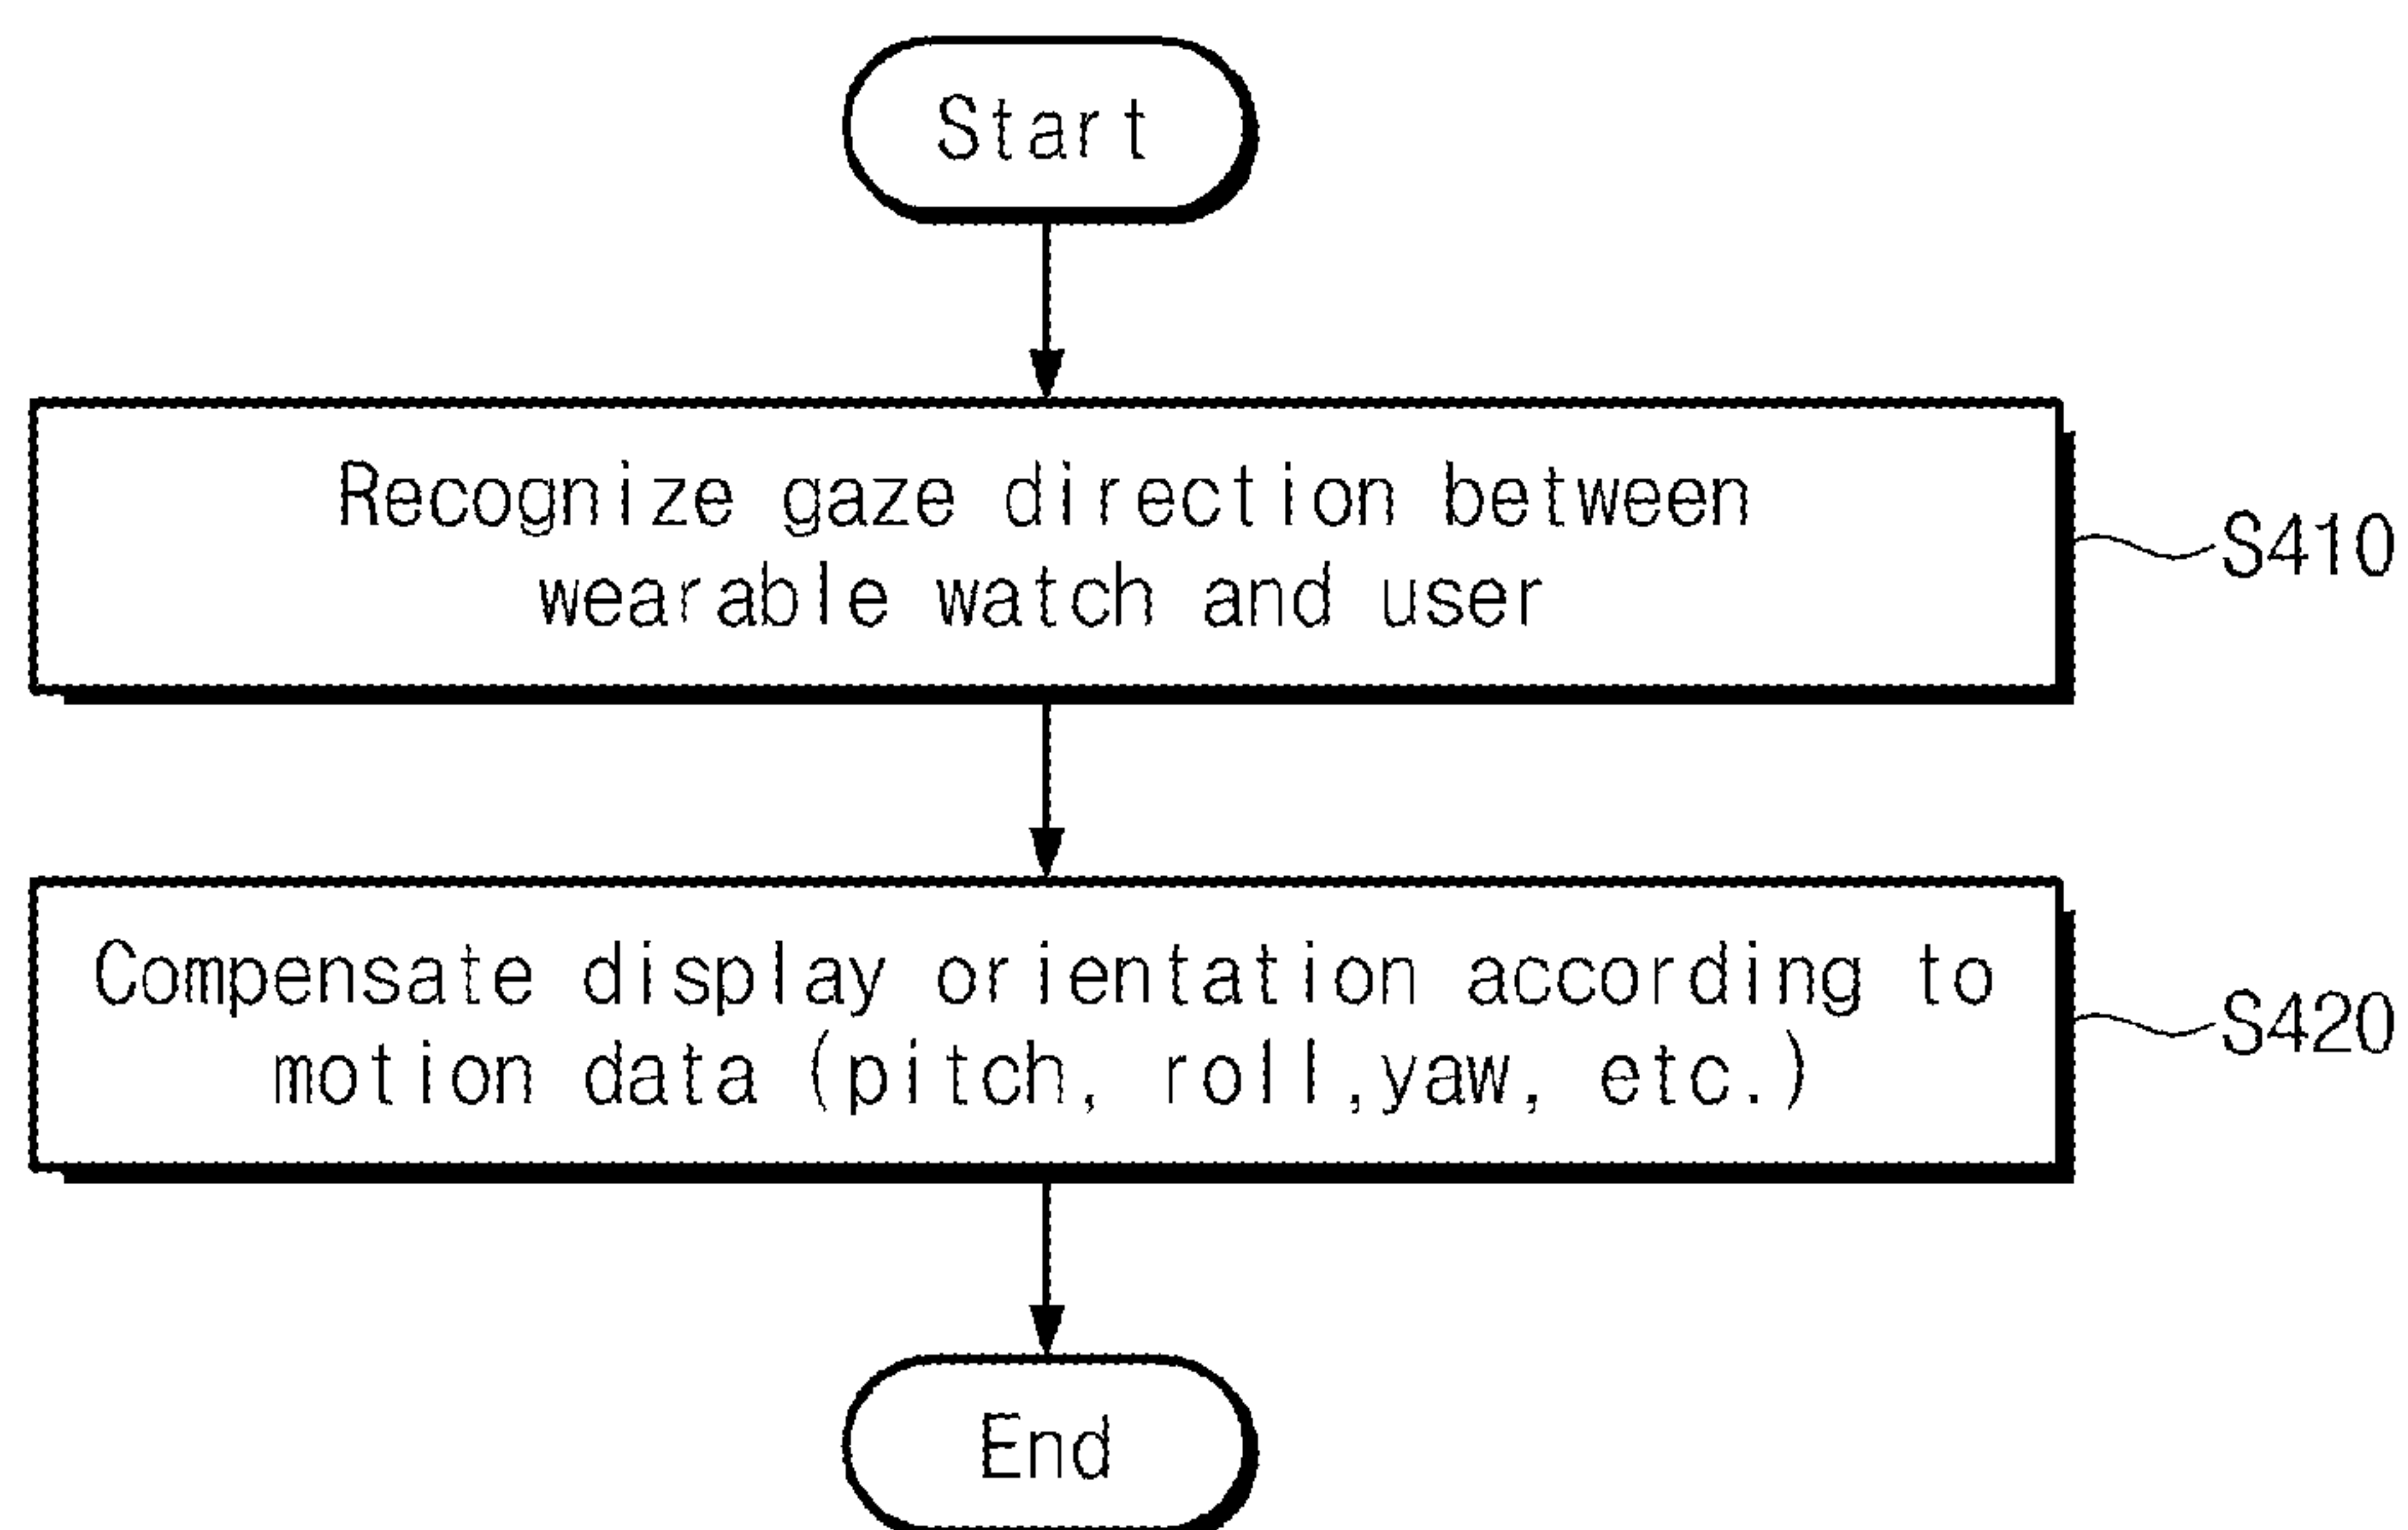 Start
Recognize gaze direction between
wearable watch and user
S410
Compensate display orientation according to
motion data (pitch, roll,yaw, etc.)
S420
End